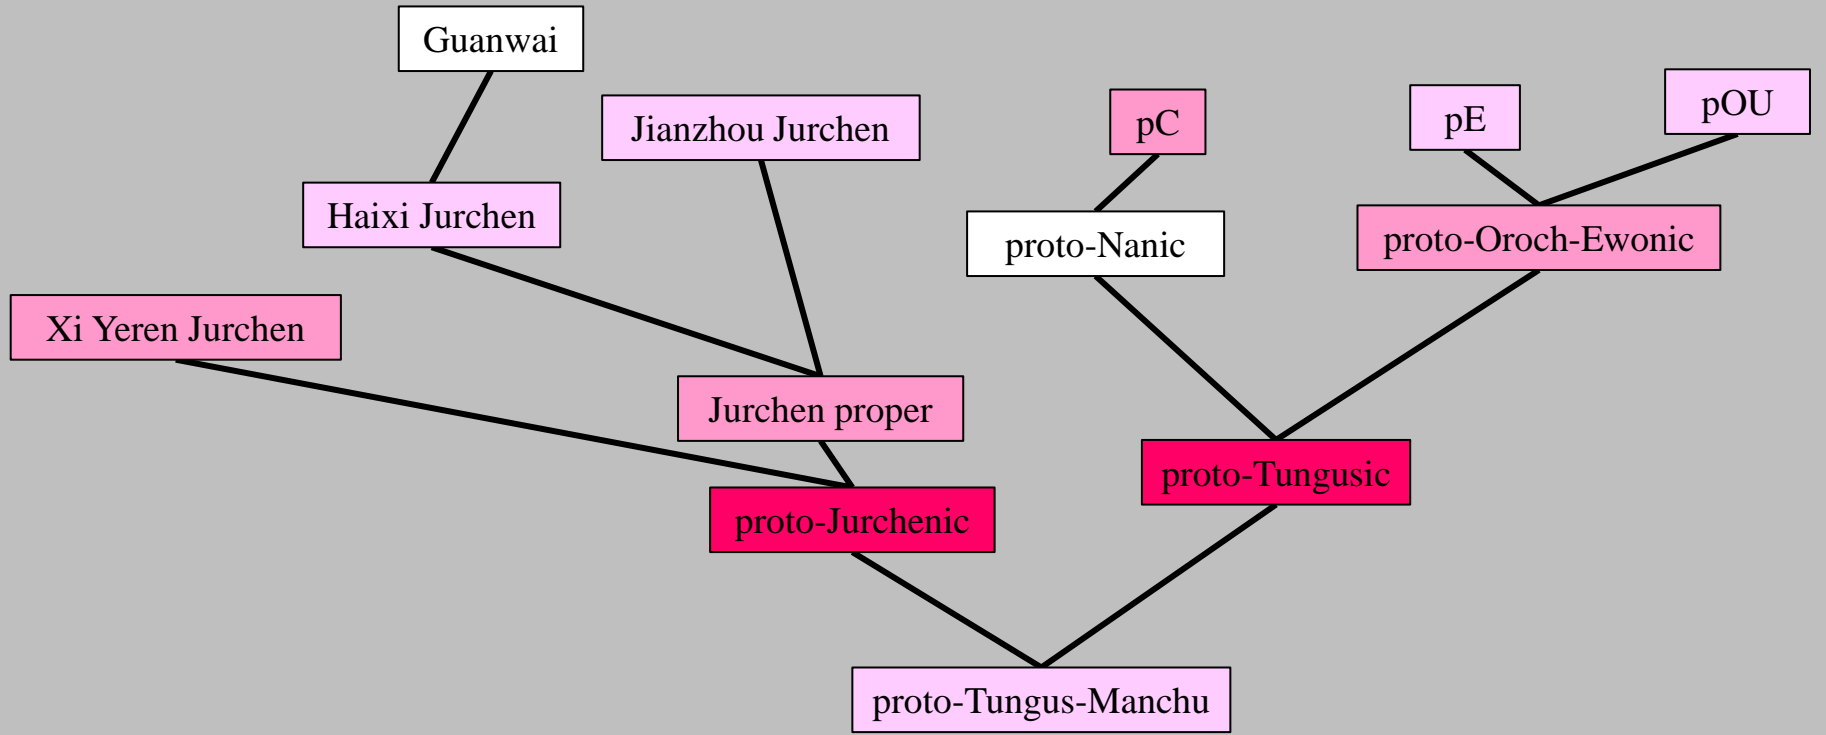 Guanwai
Jianzhou Jurchen
pC
pE
pOU
Haixi Jurchen
proto-Nanic
proto-Oroch-Ewonic
Xi Yeren Jurchen
Jurchen proper
proto-Tungusic
proto-Jurchenic
proto-Tungus-Manchu